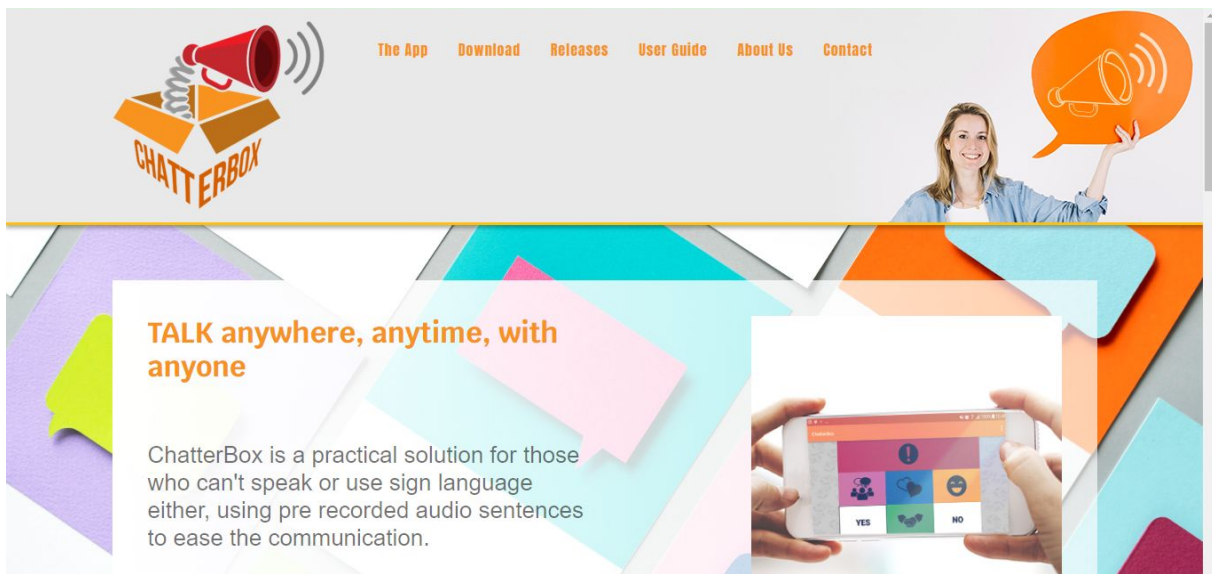 CHATTERBOX
The App Download Releases User Guide About Us Contact
TALK anywhere, anytime, with
anyone
ChatterBox is a practical solution for those
who can't speak or use sign language
either, using pre recorded audio sentences
to ease the communication.
ChatterBox
YES NO